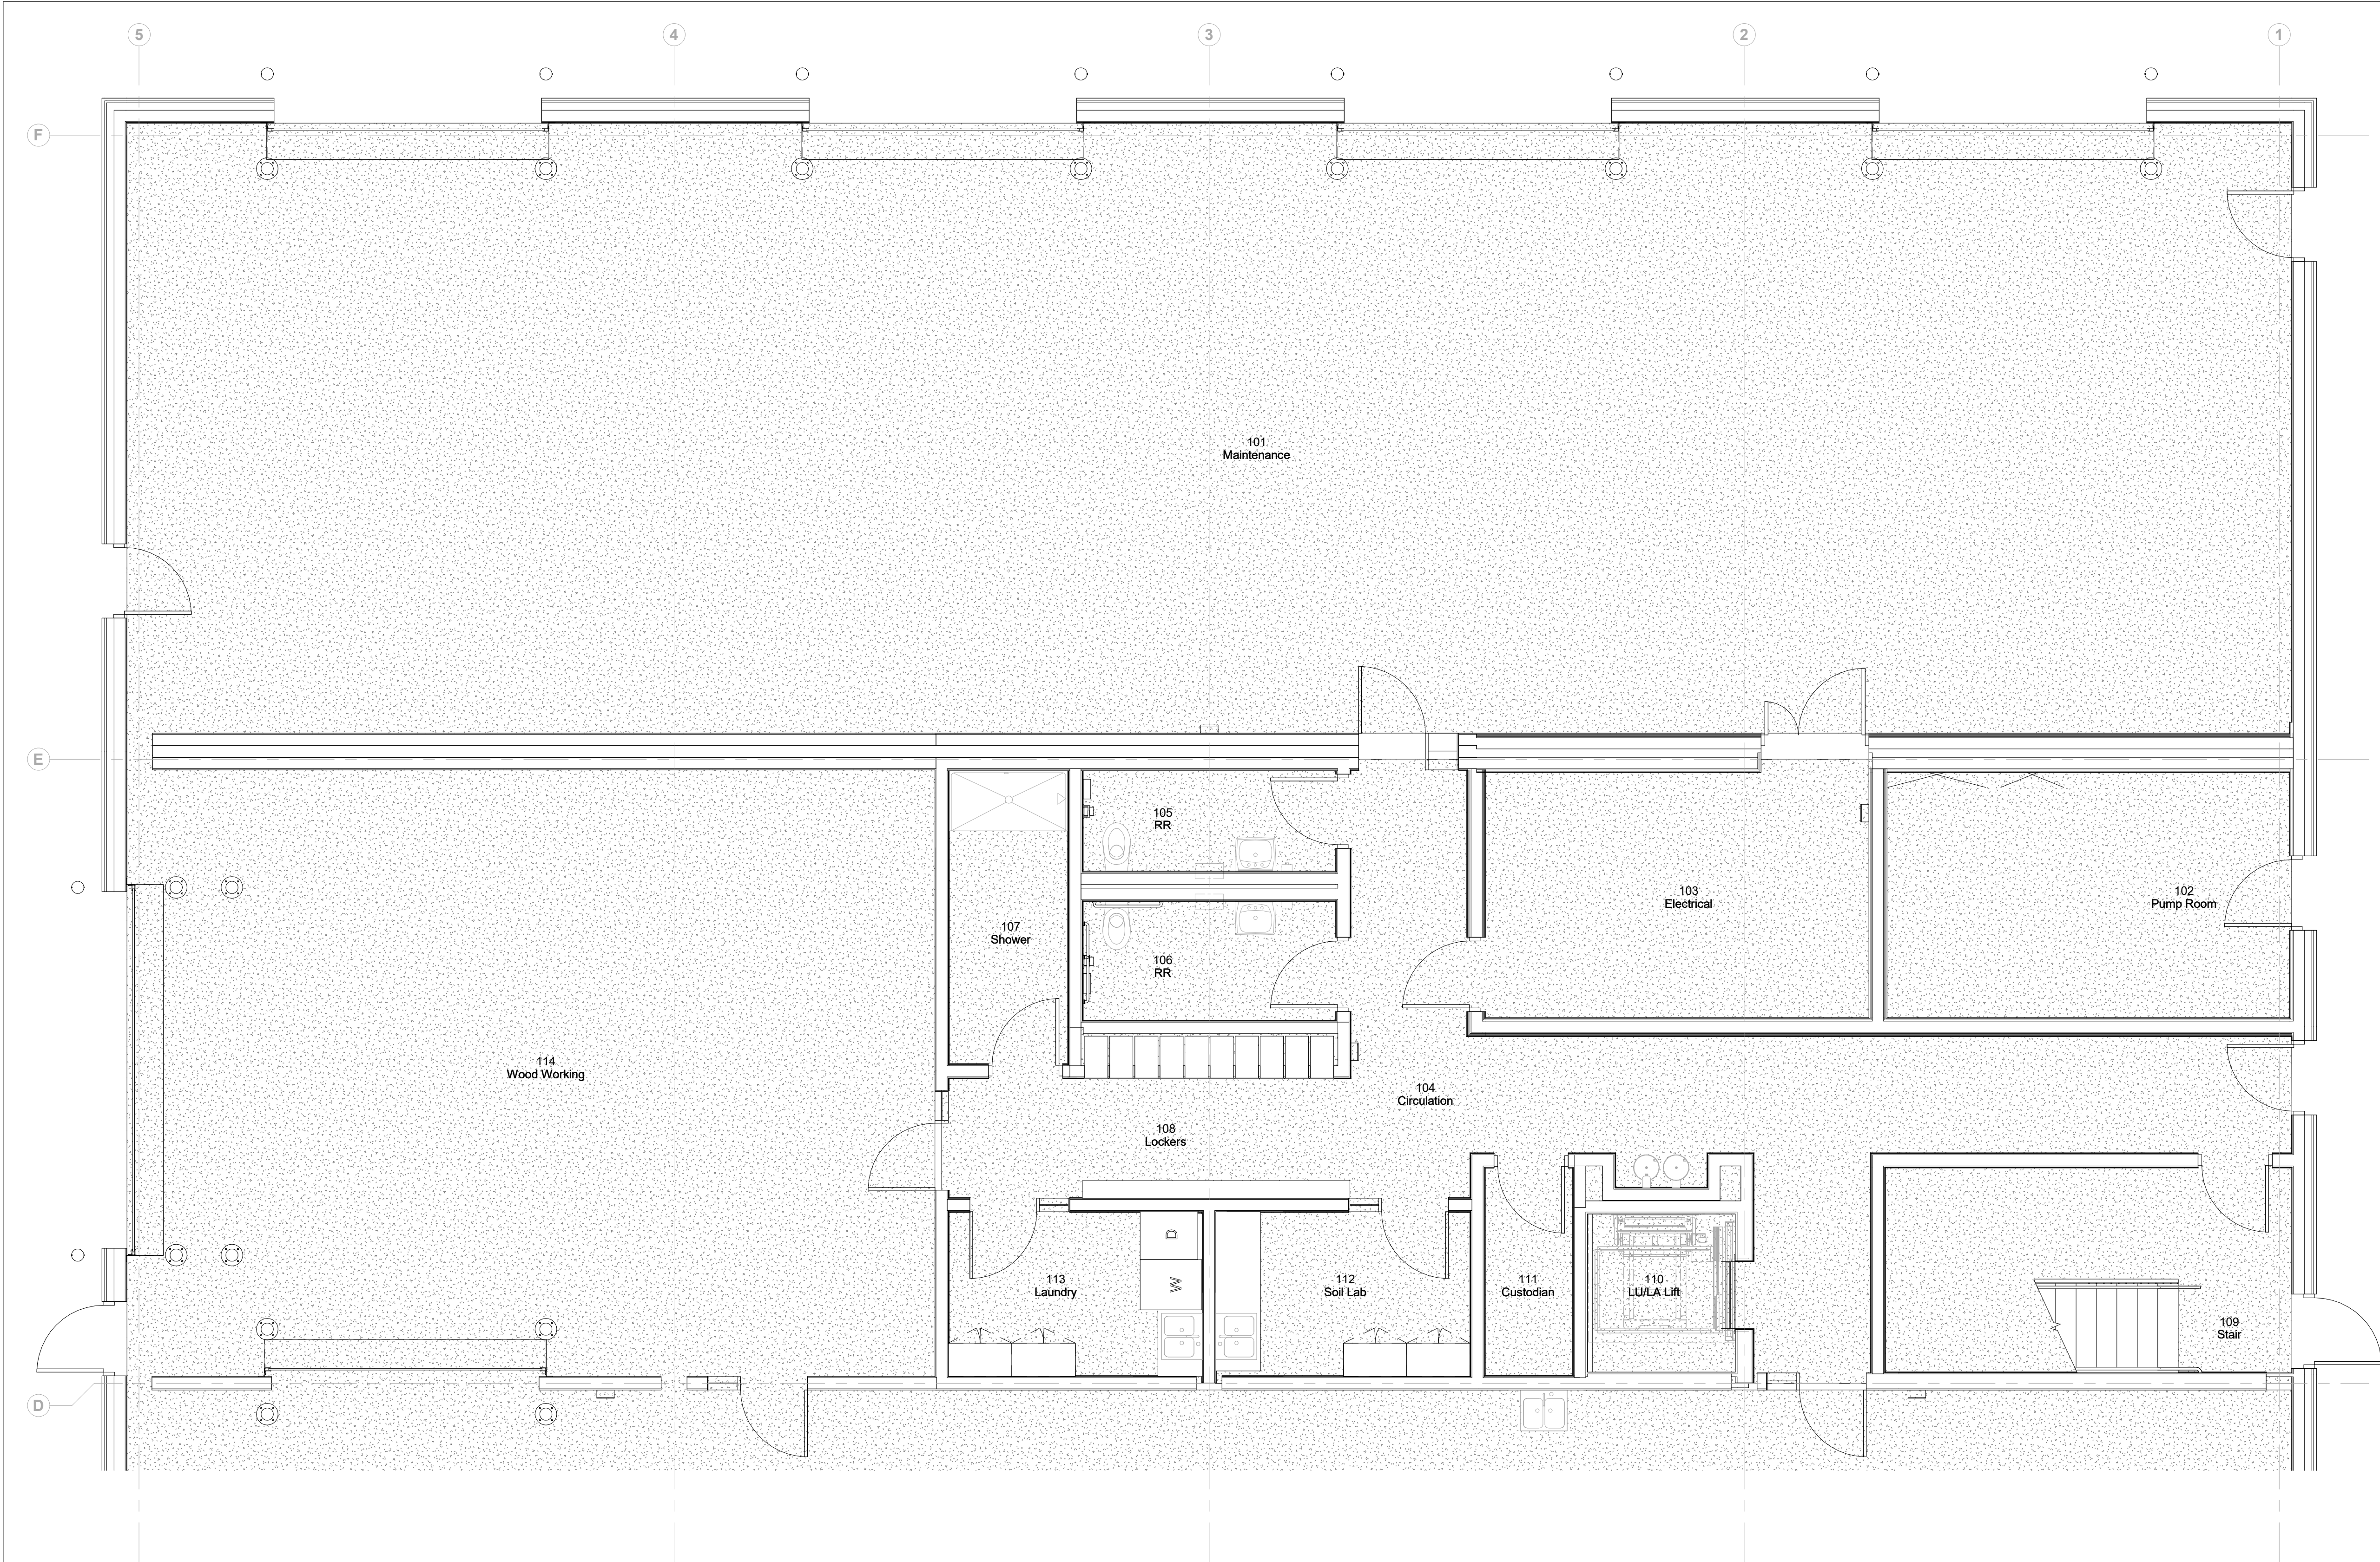 5
4
3
2
1
F
101
Maintenance
E
105
RR
103
Electrical
102
Pump Room
107
Shower
106
RR
114
Wood Working
104
Circulation
108
Lockers
D
W
113
Laundry
112
Soil Lab
111
Custodian
110
LU/LA Lift
109
Stair
D